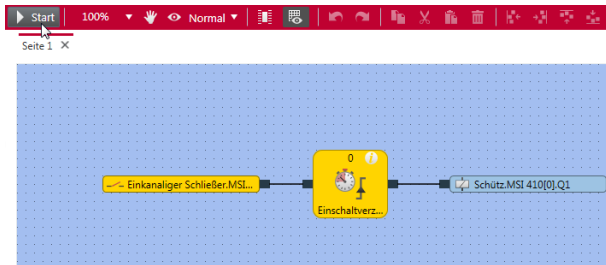 Start 100% Normal
Seite 1
0
Einkanaliger Schließer.MSI... Schütz.MSI 410[0].Q1
Einschaltverz...